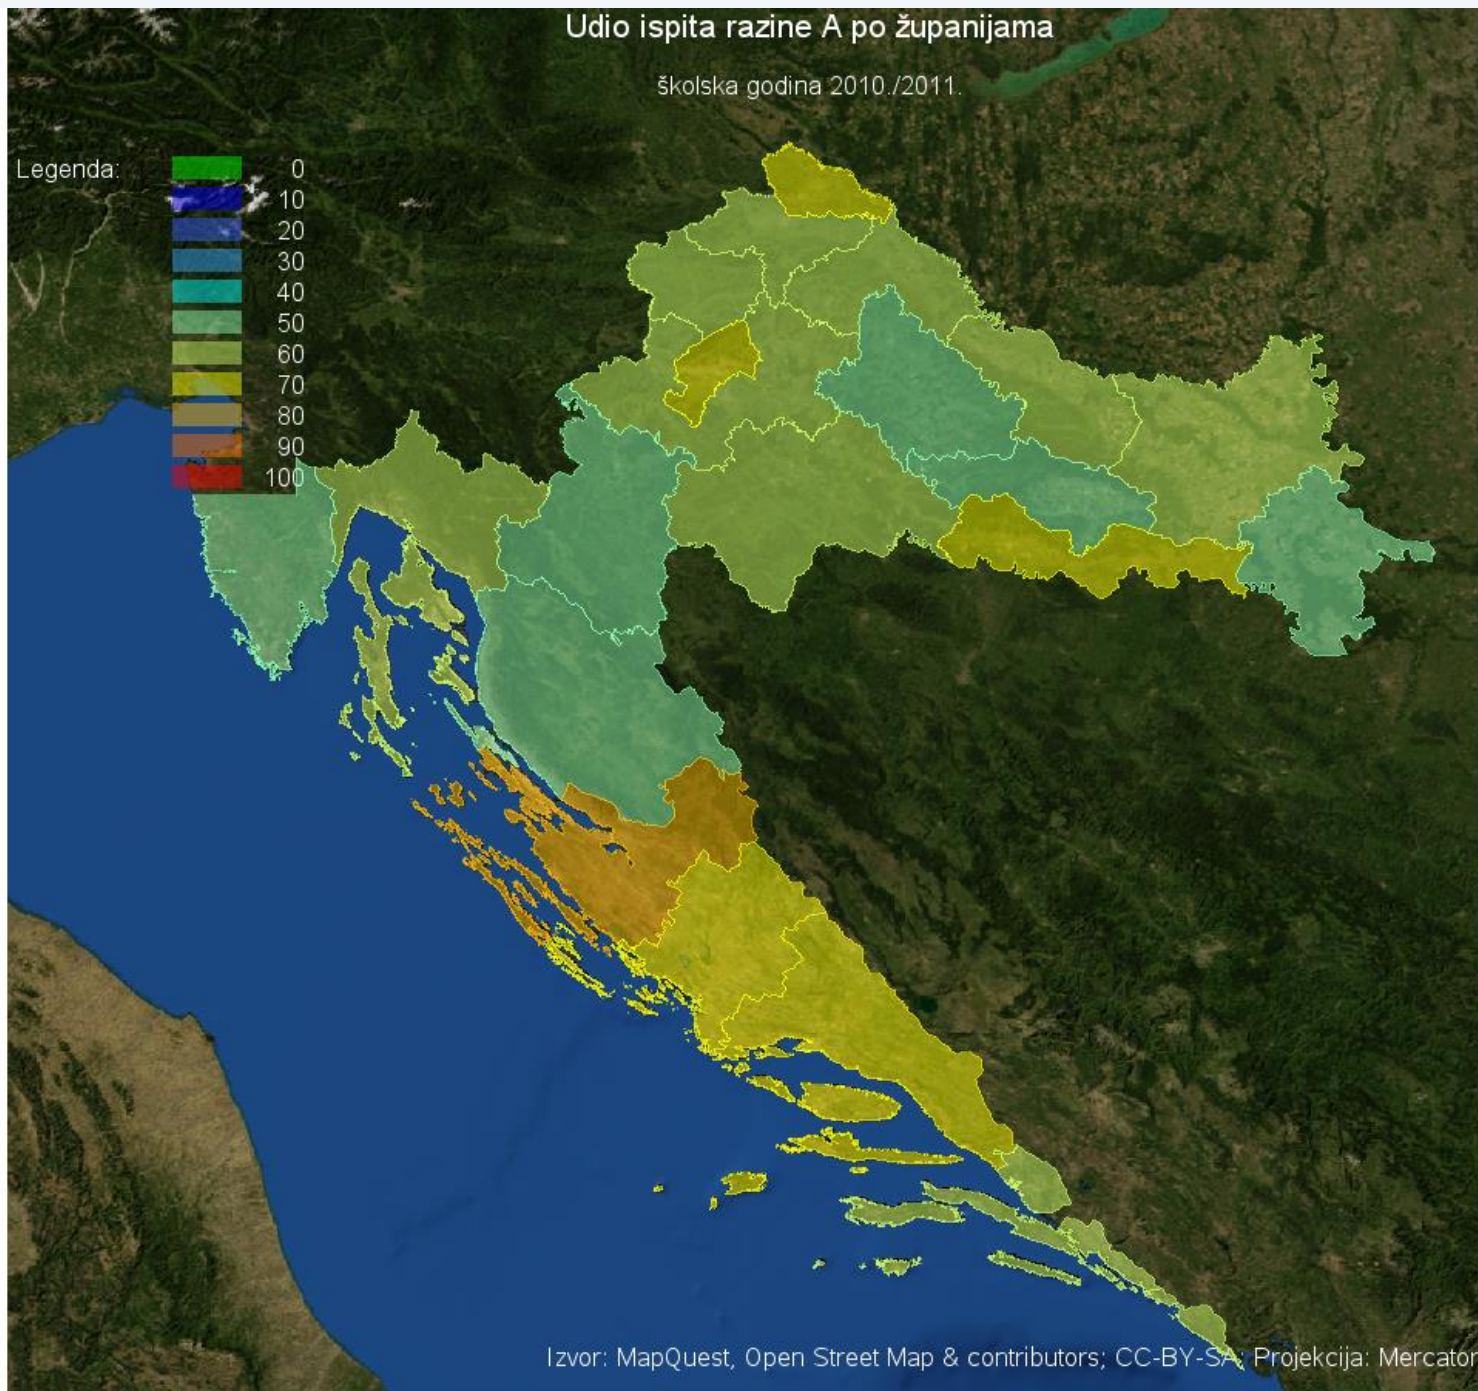 Udio ispita razine A po županijama
školska godina 2010./2011.
Legenda:
0
10
20
30
40
50
60
70
80
90
100
Izvor: MapQuest, Open Street Map & contributors; CC-BY-SA; Projekcija: Mercator